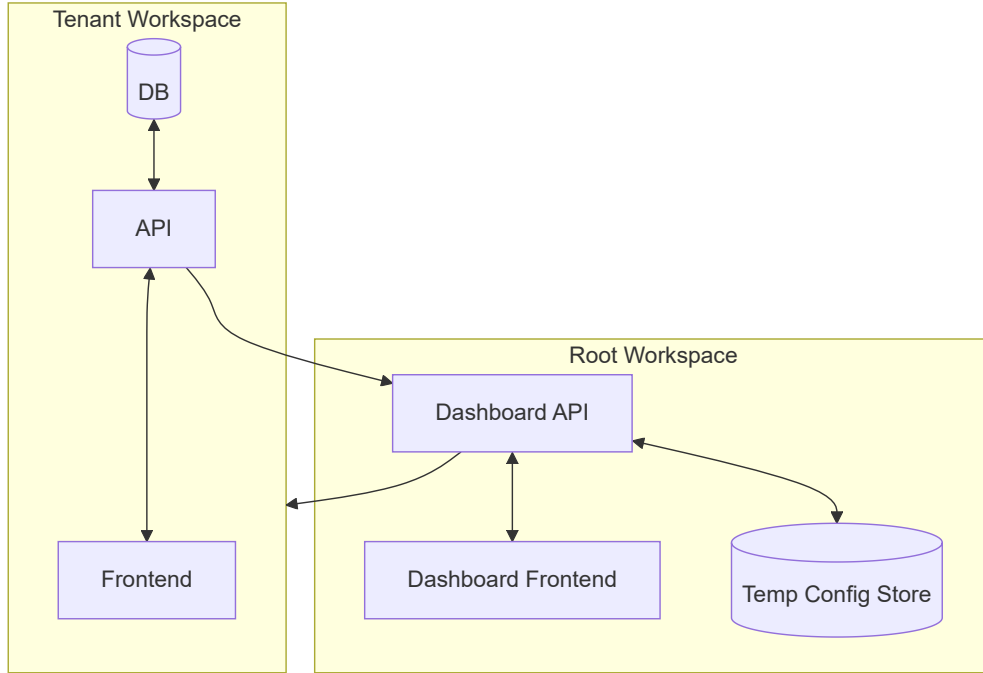 Tenant Workspace
DB
API
Frontend
Root Workspace
Dashboard API
Dashboard Frontend
Temp Config Store